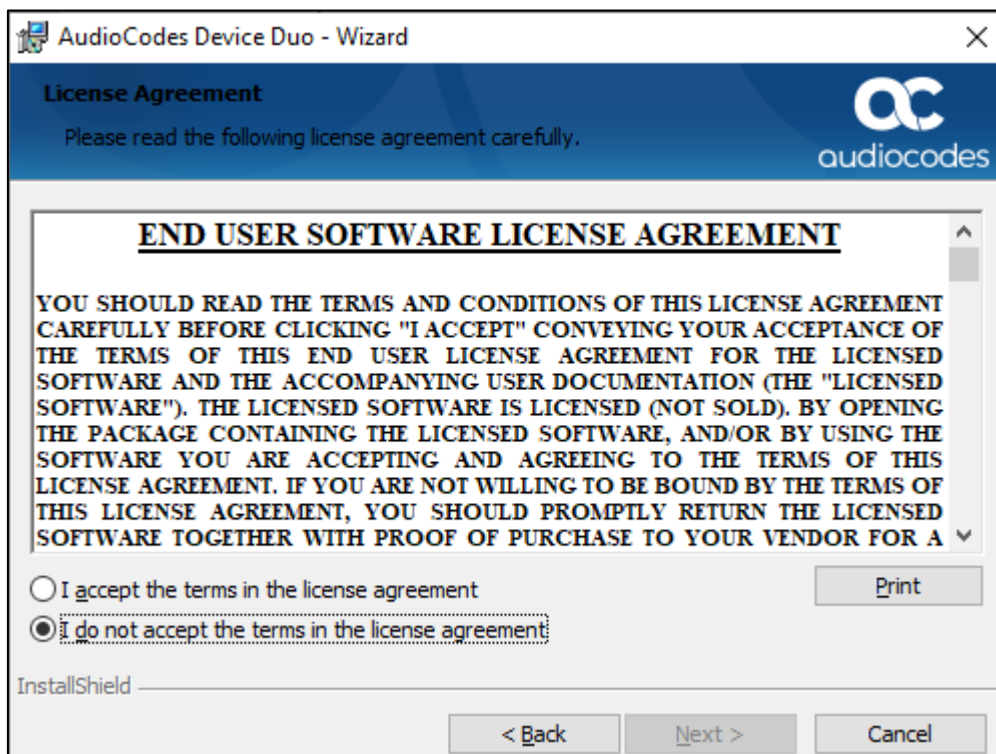 AudioCodes Device Duo - Wizard
License Agreement
Please read the following license agreement carefully.
audiocodes
END USER SOFTWARE LICENSE AGREEMENT
YOU SHOULD READ THE TERMS AND CONDITIONS OF THIS LICENSE AGREEMENT
CAREFULLY BEFORE CLICKING "I ACCEPT" CONVEYING YOUR ACCEPTANCE OF
THE TERMS OF THIS END USER LICENSE AGREEMENT FOR THE LICENSED
SOFTWARE AND THE ACCOMPANYING USER DOCUMENTATION (THE "LICENSED
SOFTWARE"). THE LICENSED SOFTWARE IS LICENSED (NOT SOLD). BY OPENING
THE PACKAGE CONTAINING THE LICENSED SOFTWARE, AND/OR BY USING THE
SOFTWARE YOU ARE ACCEPTING AND AGREEING TO THE TERMS OF THIS
LICENSE AGREEMENT. IF YOU ARE NOT WILLING TO BE BOUND BY THE TERMS OF
THIS LICENSE AGREEMENT, YOU SHOULD PROMPTLY RETURN THE LICENSED
SOFTWARE TOGETHER WITH PROOF OF PURCHASE TO YOUR VENDOR FOR A
I accept the terms in the license agreement
Print
I do not accept the terms in the license agreement
InstallShield
< Back
Next >
Cancel